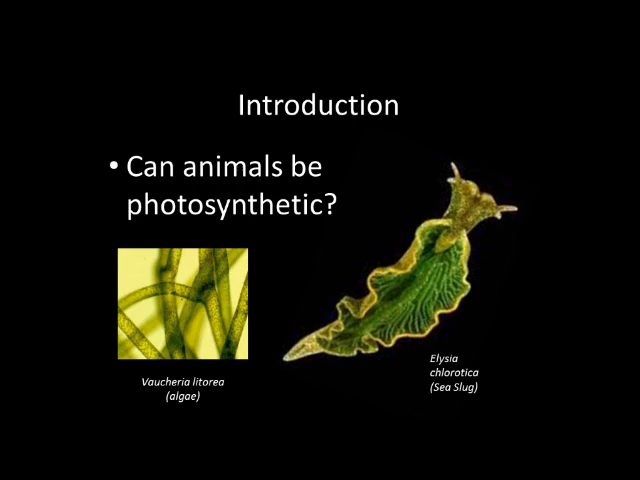 Introduction
• Can animals be
photosynthetic?
Vaucheria litorea
(algae)
Elysia
chlorotica
(Sea Slug)